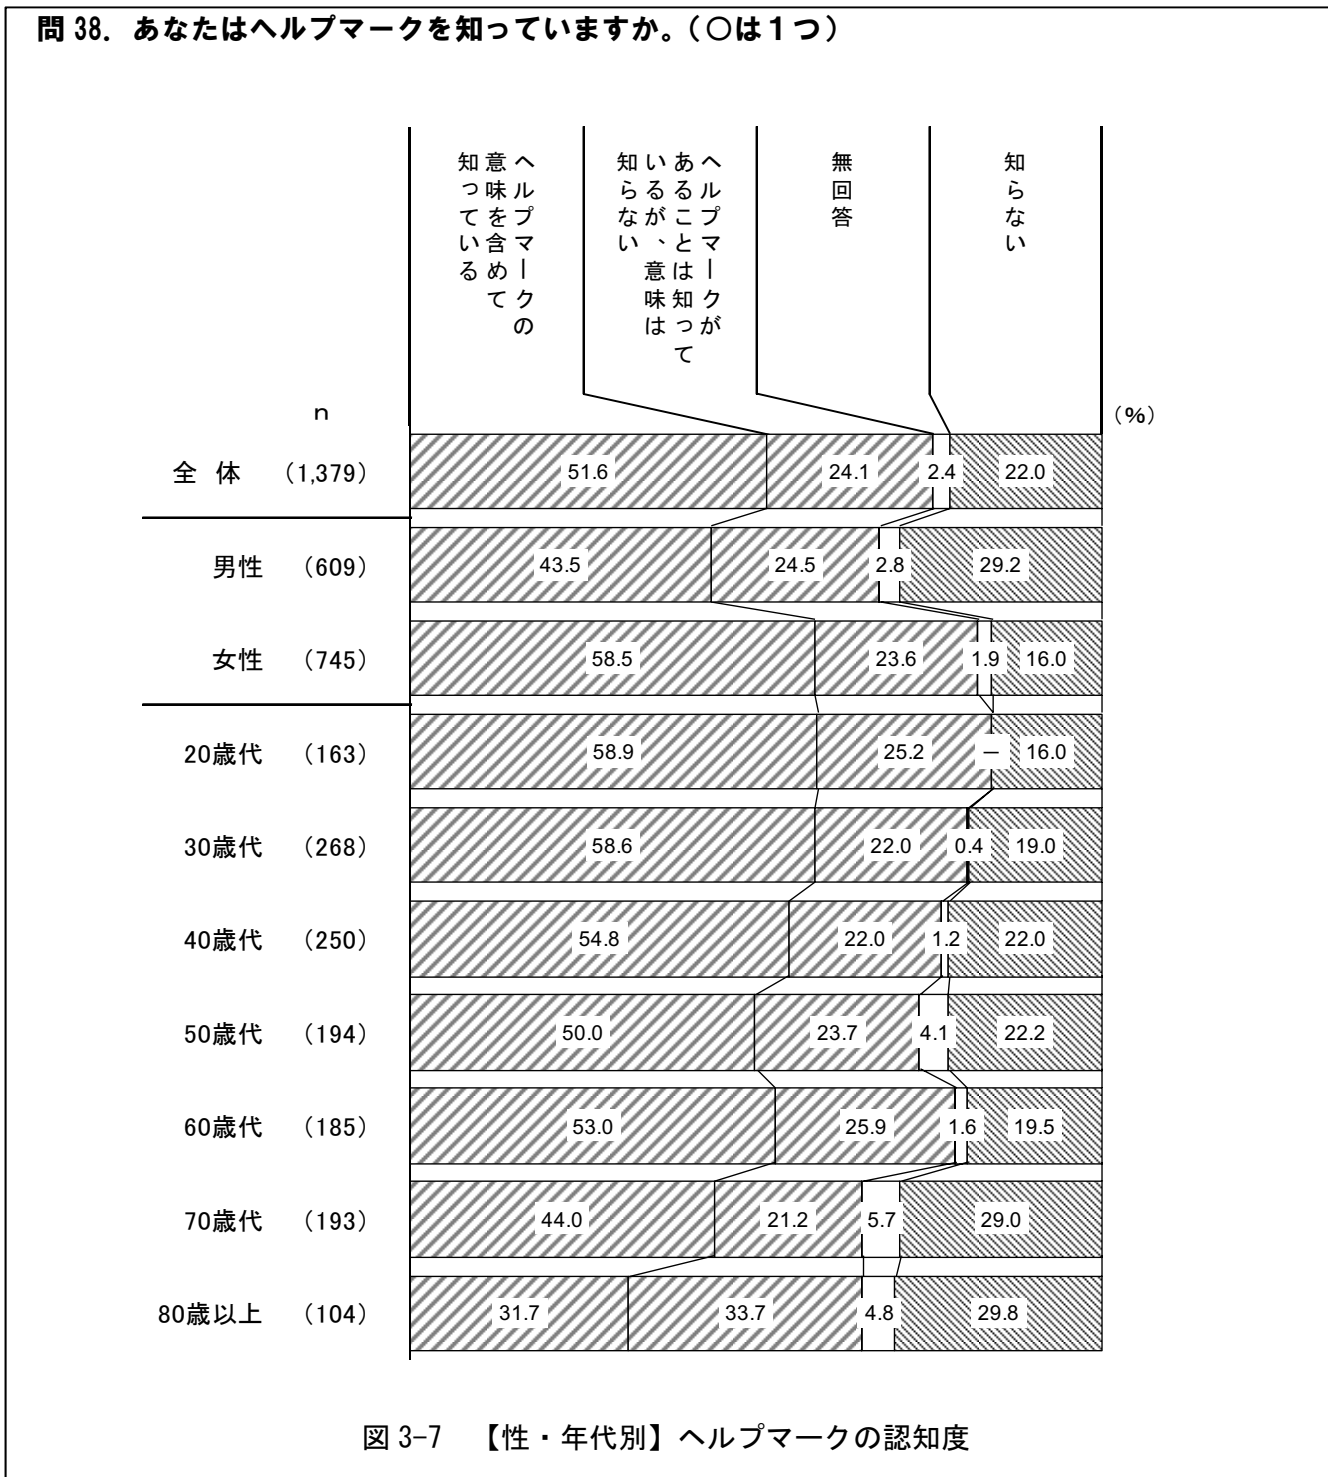 問 38. あなたはヘルプマークを知っていますか。(○は１つ)
ヘルプマークの
意味を含めて
知っている
ヘルプマークが
あることは知って
いるが、意味は
知らない
無回答
知らない
ｎ
(%)
全 体 (1,379) 51.6 24.1 2.4 22.0
男性 (609) 43.5 24.5 2.8 29.2
女性 (745) 58.5 23.6 1.9 16.0
20歳代 (163) 58.9 25.2 － 16.0
30歳代 (268) 58.6 22.0 0.4 19.0
40歳代 (250) 54.8 22.0 1.2 22.0
50歳代 (194) 50.0 23.7 4.1 22.2
60歳代 (185) 53.0 25.9 1.6 19.5
70歳代 (193) 44.0 21.2 5.7 29.0
80歳以上 (104) 31.7 33.7 4.8 29.8
図 3-7 【性・年代別】ヘルプマークの認知度